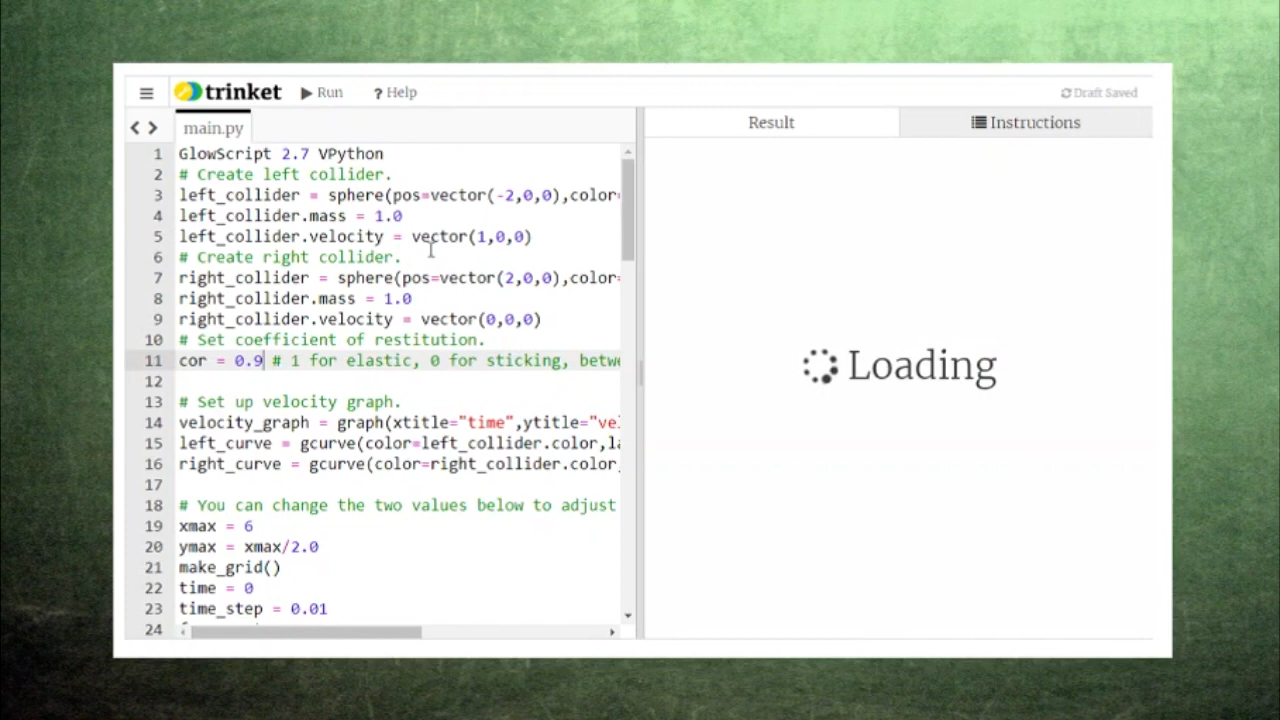 trinket
Run
? Help
Draft Saved
main.py
Result
Instructions
1 GlowScript 2.7 VPython
2 # Create left collider.
3 left_collider = sphere(pos=vector(-2,0,0),color=
4 left_collider.mass = 1.0
5 left_collider.velocity = vector(1,0,0)
6 # Create right collider.
7 right_collider = sphere(pos=vector(2,0,0),color=
8 right_collider.mass = 1.0
9 right_collider.velocity = vector(0,0,0)
10 # Set coefficient of restitution.
11 cor = 0.9 # 1 for elastic, 0 for sticking, betwe
12
13 # Set up velocity graph.
14 velocity_graph = graph(xtitle="time",ytitle="ve
15 left_curve = gcurve(color=left_collider.color,la
16 right_curve = gcurve(color=right_collider.color,
17
18 # You can change the two values below to adjust
19 xmax = 6
20 ymax = xmax/2.0
21 make_grid()
22 time = 0
23 time_step = 0.01
24
Loading